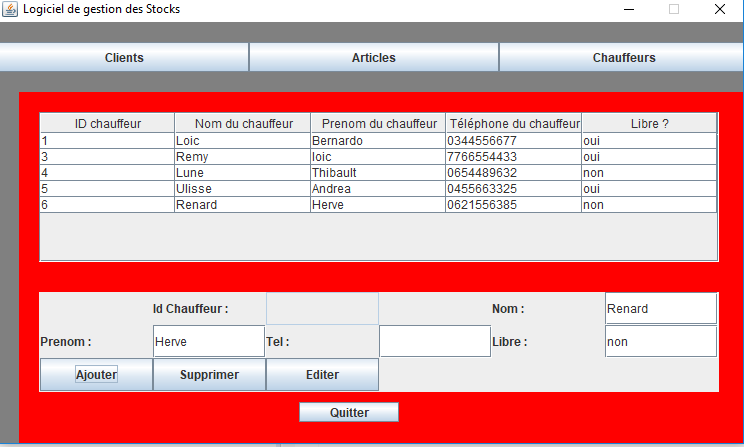 Logiciel de gestion des Stocks
Clients Articles Chauffeurs
ID chauffeur Nom du chauffeur Prenom du chauffeur Téléphone du chauffeur Libre ?
1 Loic Bernardo 0344556677 oui
3 Remy loic 7766554433 oui
4 Lune Thibault 0654489632 non
5 Ulisse Andrea 0455663325 oui
6 Renard Herve 0621556385 non
Id Chauffeur : Nom : Renard
Prenom : Herve Tel : Libre : non
Ajouter Supprimer Editer
Quitter